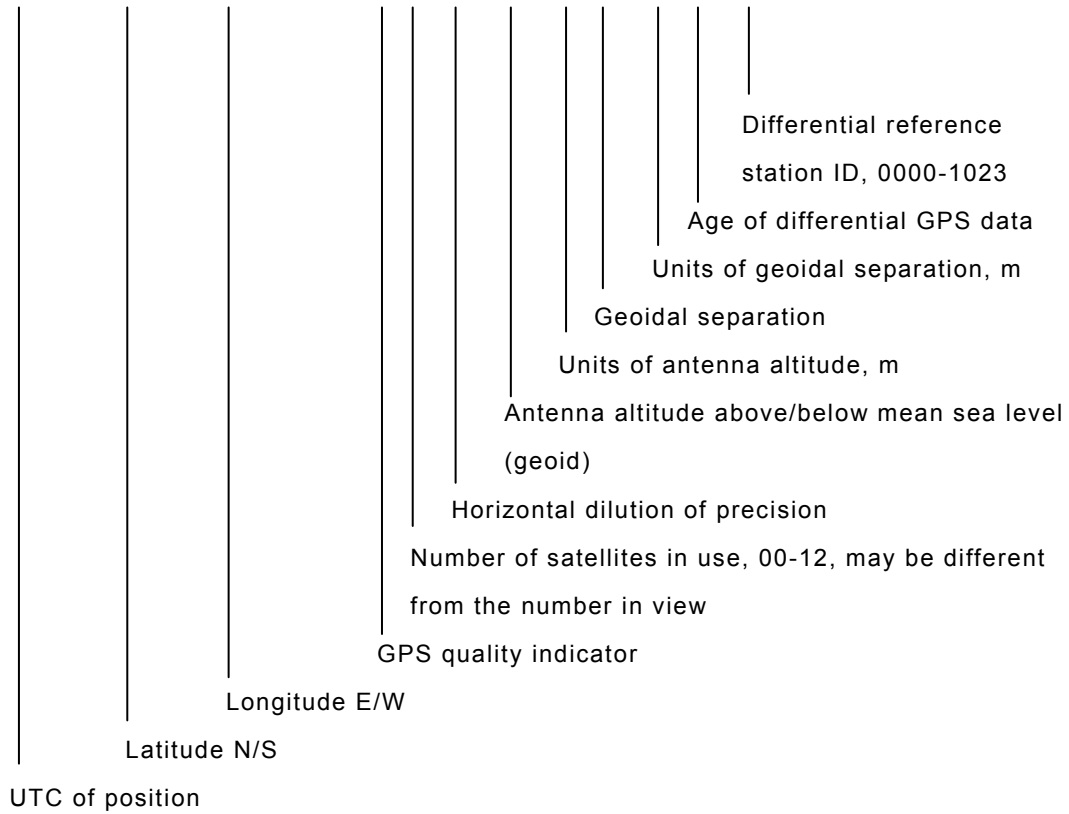 Differential reference
station ID, 0000-1023
Age of differential GPS data
Units of geoidal separation, m
Geoidal separation
Units of antenna altitude, m
Antenna altitude above/below mean sea level
(geoid)
Horizontal dilution of precision
Number of satellites in use, 00-12, may be different
from the number in view
GPS quality indicator
Longitude E/W
Latitude N/S
UTC of position